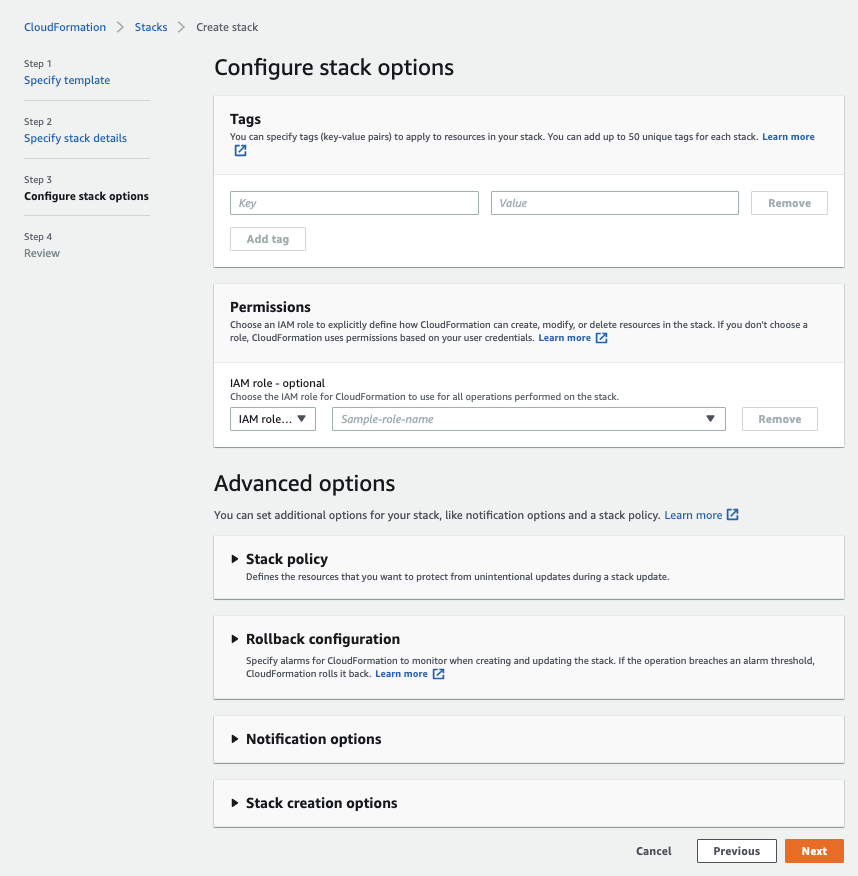 CloudFormation > Stacks > Create stack
Step 1
Specify template
Step 2
Specify stack details
Step 3
Configure stack options
Step 4
Review
Configure stack options
Tags
You can specify tags (key-value pairs) to apply to resources in your stack. You can add up to 50 unique tags for each stack. Learn more
Key Value Remove
Add tag
Permissions
Choose an IAM role to explicitly define how CloudFormation can create, modify, or delete resources in the stack. If you don't choose a
role, CloudFormation uses permissions based on your user credentials. Learn more
IAM role - optional
Choose the IAM role for CloudFormation to use for all operations performed on the stack.
IAM role... Sample-role-name Remove
Advanced options
You can set additional options for your stack, like notification options and a stack policy. Learn more
Stack policy
Defines the resources that you want to protect from unintentional updates during a stack update.
Rollback configuration
Specify alarms for CloudFormation to monitor when creating and updating the stack. If the operation breaches an alarm threshold,
CloudFormation rolls it back. Learn more
Notification options
Stack creation options
Cancel Previous Next